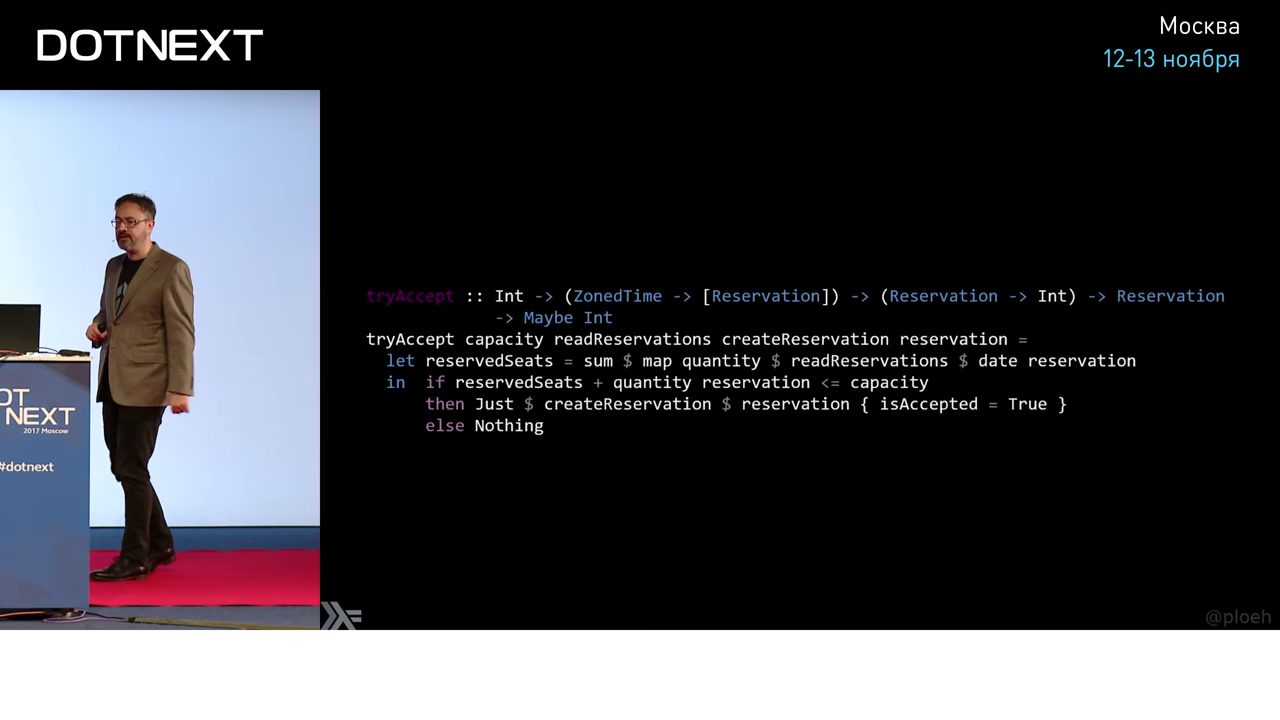 DOTNEXT
Москва
12-13 ноября
tryAccept :: Int -> (ZonedTime -> [Reservation]) -> (Reservation -> Int) -> Reservation
-> Maybe Int
tryAccept capacity readReservations createReservation reservation =
let reservedSeats = sum $ map quantity $ readReservations $ date reservation
in if reservedSeats + quantity reservation <= capacity
then Just $ createReservation $ reservation { isAccepted = True }
else Nothing
OT
NEXT
2017 Moscow
#dotnext
@ploeh